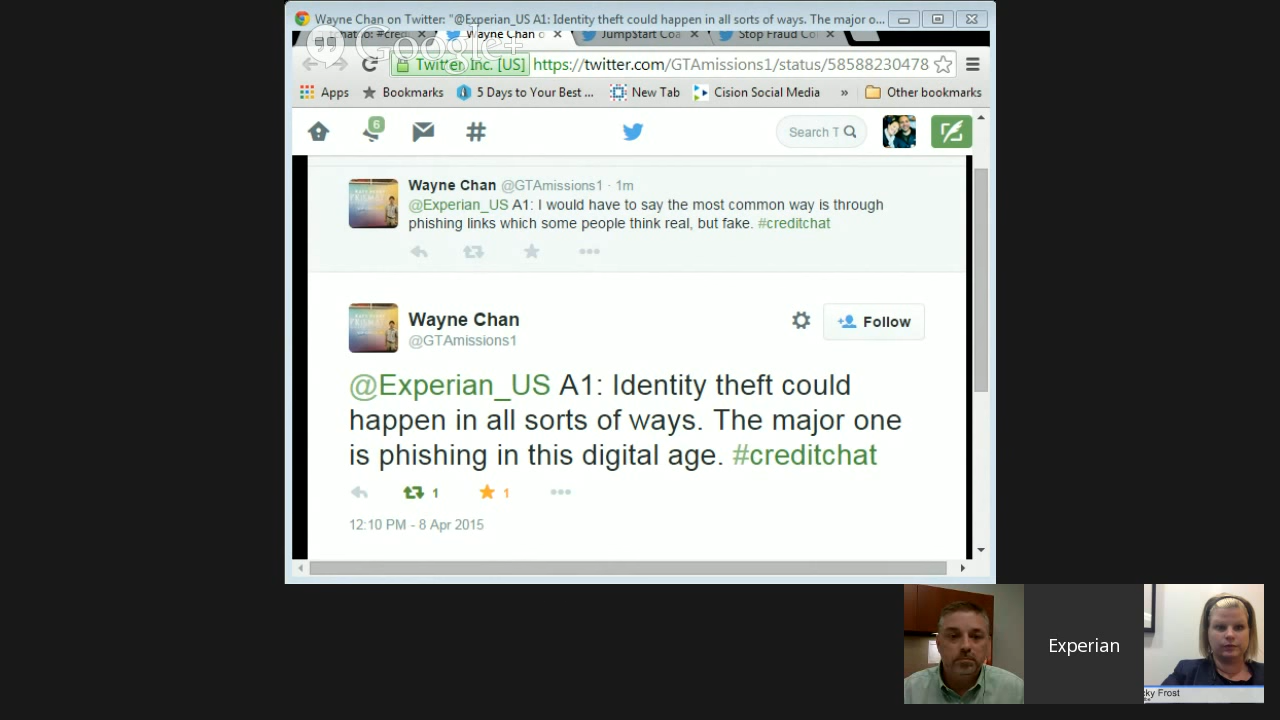 Wayne Chan on Twitter: "@Experian_US A1: Identity theft could happen in all sorts of ways. The major o...
Google+
Wayne Chan o
JumpStart Coa
Stop Fraud Co
Twitter, Inc. [US] https://twitter.com/GTAmissions1/status/58588230478
Apps Bookmarks 5 Days to Your Best ... New Tab Cision Social Media » Other bookmarks
6
Search T
Wayne Chan @GTAmissions1 · 1m
@Experian_US A1: I would have to say the most common way is through
phishing links which some people think real, but fake. #creditchat
Wayne Chan
@GTAmissions1
Follow
@Experian_US A1: Identity theft could
happen in all sorts of ways. The major one
is phishing in this digital age. #creditchat
1 1
12:10 PM - 8 Apr 2015
Experian
cky Frost